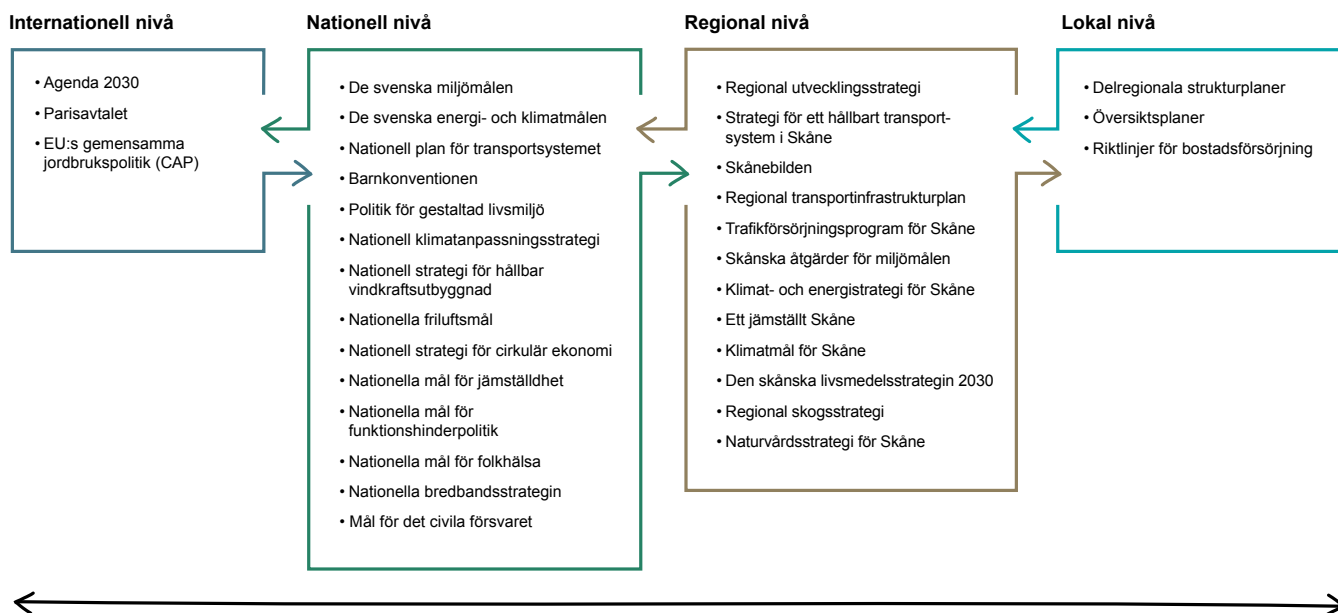 Internationell nivå
• Agenda 2030
• Parisavtalet
• EU:s gemensamma
jordbrukspolitik (CAP)
Nationell nivå
• De svenska miljömålen
• De svenska energi- och klimatmålen
• Nationell plan för transportsystemet
• Barnkonventionen
• Politik för gestaltad livsmiljö
• Nationell klimatanpassningsstrategi
• Nationell strategi för hållbar
vindkraftsutbyggnad
• Nationella friluftsmål
• Nationell strategi för cirkulär ekonomi
• Nationella mål för jämställdhet
• Nationella mål för
funktionshinderpolitik
• Nationella mål för folkhälsa
• Nationella bredbandsstrategin
• Mål för det civila försvaret
Regional nivå
• Regional utvecklingsstrategi
• Strategi för ett hållbart transport-
system i Skåne
• Skånebilden
• Regional transportinfrastrukturplan
• Trafikförsörjningsprogram för Skåne
• Skånska åtgärder för miljömålen
• Klimat- och energistrategi för Skåne
• Ett jämställt Skåne
• Klimatmål för Skåne
• Den skånska livsmedelsstrategin 2030
• Regional skogsstrategi
• Naturvårdsstrategi för Skåne
Lokal nivå
• Delregionala strukturplaner
• Översiktsplaner
• Riktlinjer för bostadsförsörjning